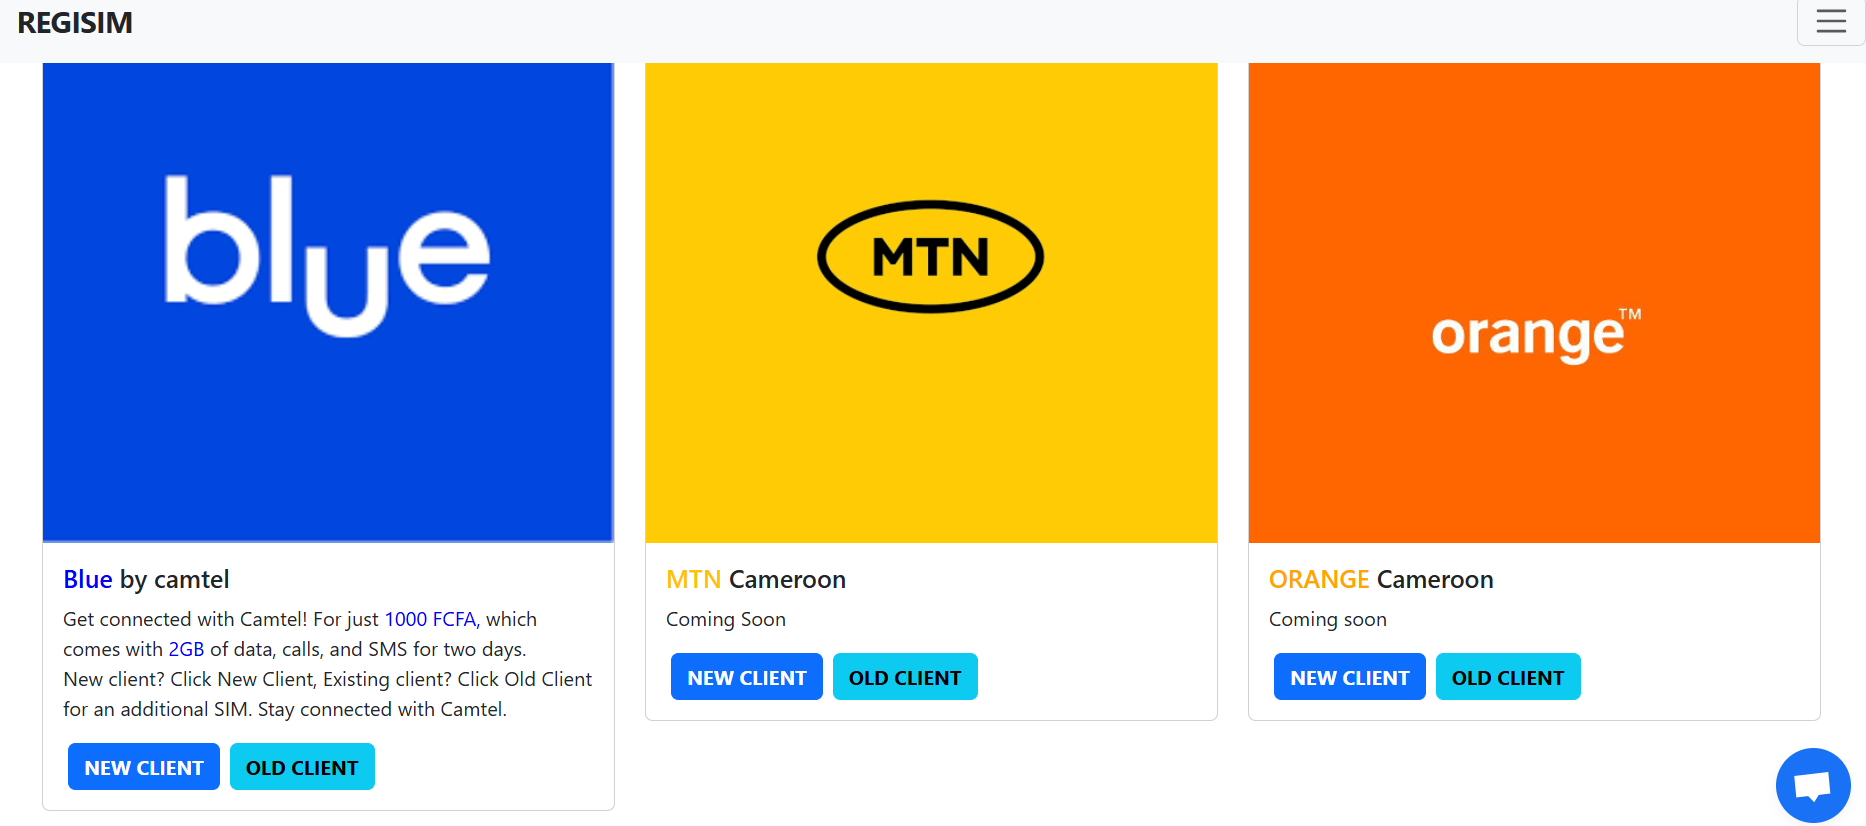 REGISIM
blue
MTN
orange™
Blue by camtel
Get connected with Camtel! For just 1000 FCFA, which
comes with 2GB of data, calls, and SMS for two days.
New client? Click New Client, Existing client? Click Old Client
for an additional SIM. Stay connected with Camtel.
NEW CLIENT OLD CLIENT
MTN Cameroon
Coming Soon
NEW CLIENT OLD CLIENT
ORANGE Cameroon
Coming soon
NEW CLIENT OLD CLIENT